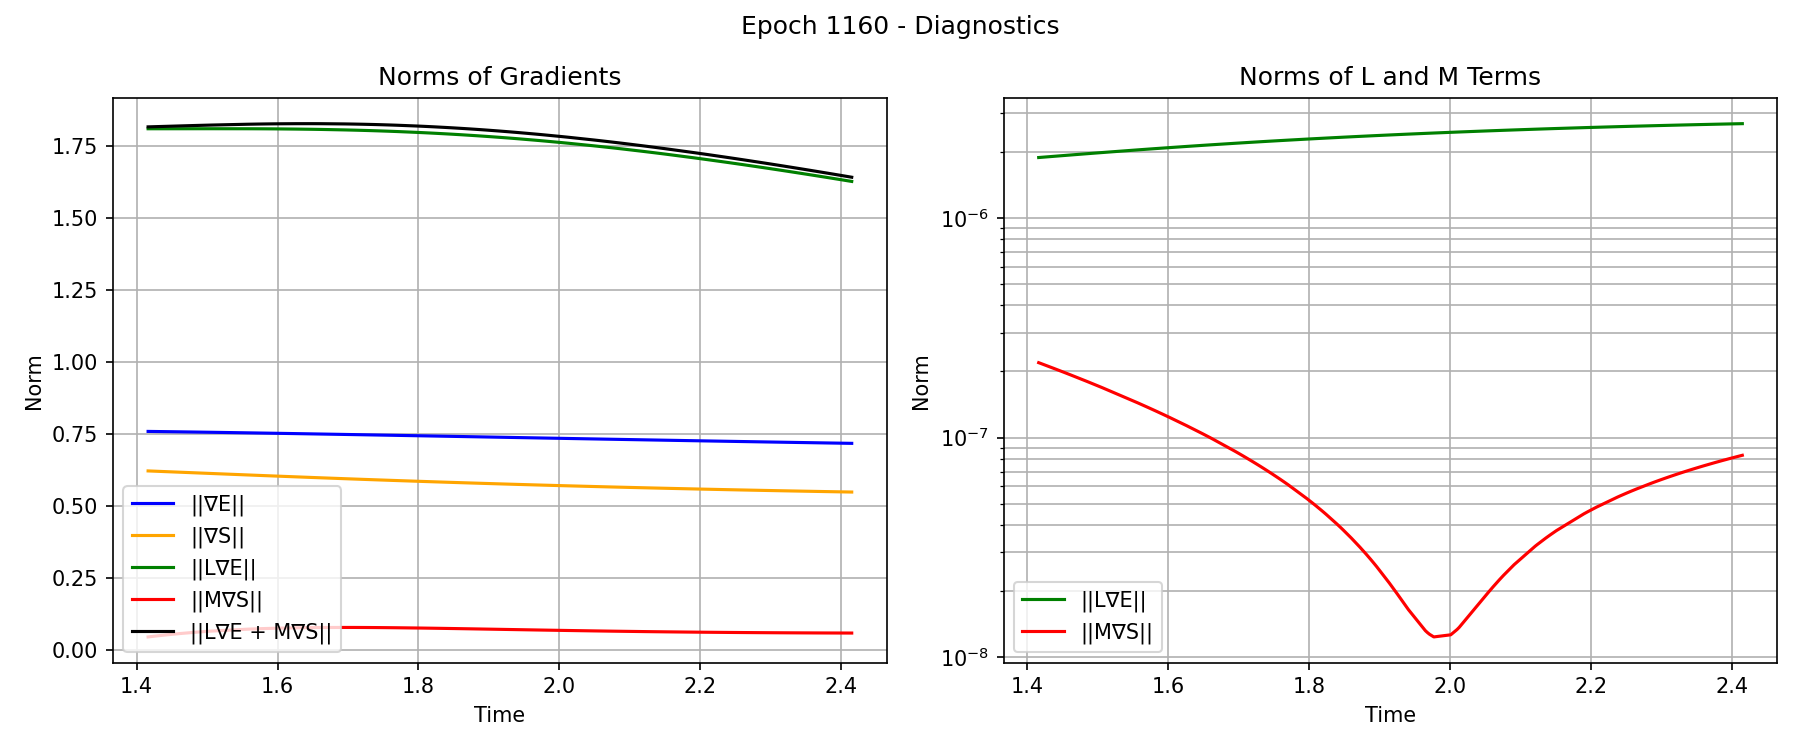 Epoch 1160 - Diagnostics
Norms of Gradients
Norm
1.75
1.50
1.25
1.00
0.75
0.50
0.25
0.00
||∇E||
||∇S||
||L∇E||
||M∇S||
||L∇E + M∇S||
1.4
1.6
1.8
2.0
2.2
2.4
Time
Norms of L and M Terms
Norm
10⁻⁶
10⁻⁷
10⁻⁸
||L∇E||
||M∇S||
1.4
1.6
1.8
2.0
2.2
2.4
Time